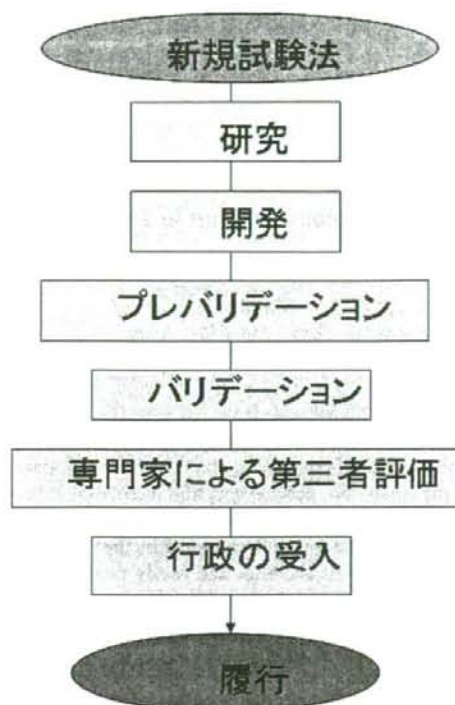 新規試験法
研究
開発
プレバリデーション
バリデーション
専門家による第三者評価
行政の受入
履行